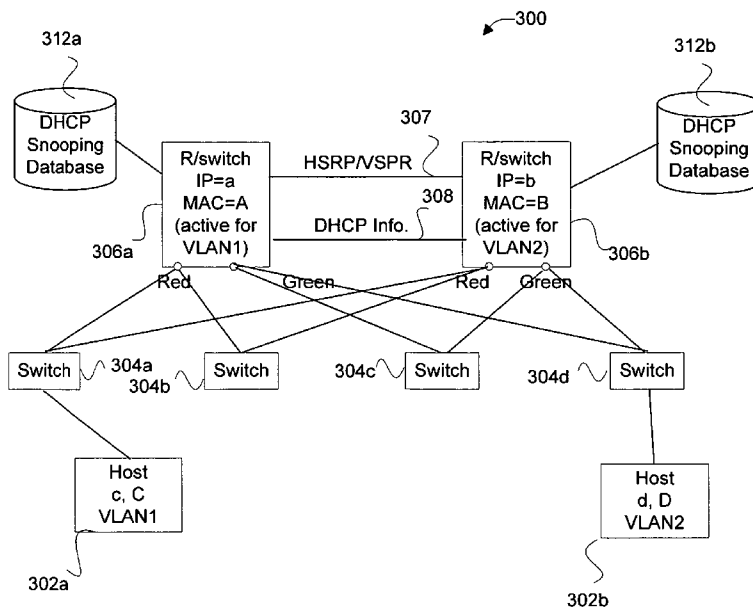 300
312a
312b
DHCP
Snooping
Database
R/switch
IP=a
MAC=A
(active for
VLAN1)
HSRP/VSPR
307
DHCP Info.
308
R/switch
IP=b
MAC=B
(active for
VLAN2)
DHCP
Snooping
Database
306a
306b
Red
Green
Red
Green
Switch
304a
304b
Switch
304c
Switch
304d
Switch
Host
c, C
VLAN1
302a
Host
d, D
VLAN2
302b